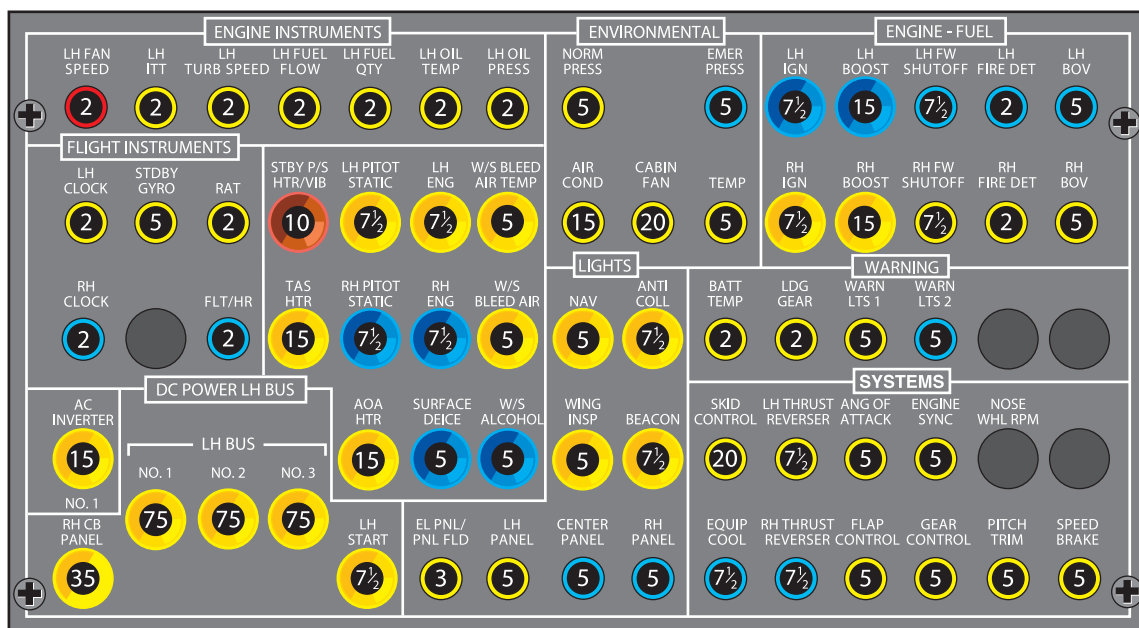 ENGINE INSTRUMENTS
LH FAN
SPEED
2
LH
ITT
2
LH
TURB SPEED
2
LH FUEL
FLOW
2
LH FUEL
QTY
2
LH OIL
TEMP
2
LH OIL
PRESS
2
ENVIRONMENTAL
NORM
PRESS
5
EMER
PRESS
5
AIR
COND
15
CABIN
FAN
20
TEMP
5
ENGINE - FUEL
LH
IGN
7½
LH
BOOST
15
LH FW
SHUTOFF
7½
LH
FIRE DET
2
LH
BOV
5
RH
IGN
7½
RH
BOOST
15
RH FW
SHUTOFF
7½
RH
FIRE DET
2
RH
BOV
5
FLIGHT INSTRUMENTS
LH
CLOCK
2
STDBY
GYRO
5
RAT
2
RH
CLOCK
2
FLT/HR
2
STBY P/S
HTR/VIB
10
LH PITOT
STATIC
7½
LH
ENG
7½
W/S BLEED
AIR TEMP
5
TAS
HTR
15
RH PITOT
STATIC
7½
RH
ENG
7½
W/S
BLEED AIR
5
AOA
HTR
15
SURFACE
DEICE
5
W/S
ALCOHOL
5
LIGHTS
NAV
5
ANTI
COLL
7½
WING
INSP
5
BEACON
7½
EL PNL/
PNL FLD
3
LH
PANEL
5
CENTER
PANEL
5
RH
PANEL
5
WARNING
BATT
TEMP
2
LDG
GEAR
2
WARN
LTS 1
5
WARN
LTS 2
5
DC POWER LH BUS
AC
INVERTER
15
NO. 1
LH BUS
NO. 1
75
NO. 2
75
NO. 3
75
RH CB
PANEL
35
LH
START
7½
SYSTEMS
SKID
CONTROL
20
LH THRUST
REVERSER
7½
ANG OF
ATTACK
5
ENGINE
SYNC
5
NOSE
WHL RPM
EQUIP
COOL
7½
RH THRUST
REVERSER
7½
FLAP
CONTROL
5
GEAR
CONTROL
5
PITCH
TRIM
5
SPEED
BRAKE
5